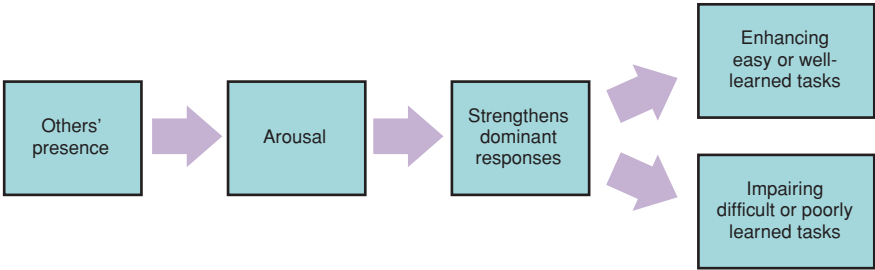 Others'
presence
Arousal
Strengthens
dominant
responses
Enhancing
easy or well-
learned tasks
Impairing
difficult or poorly
learned tasks